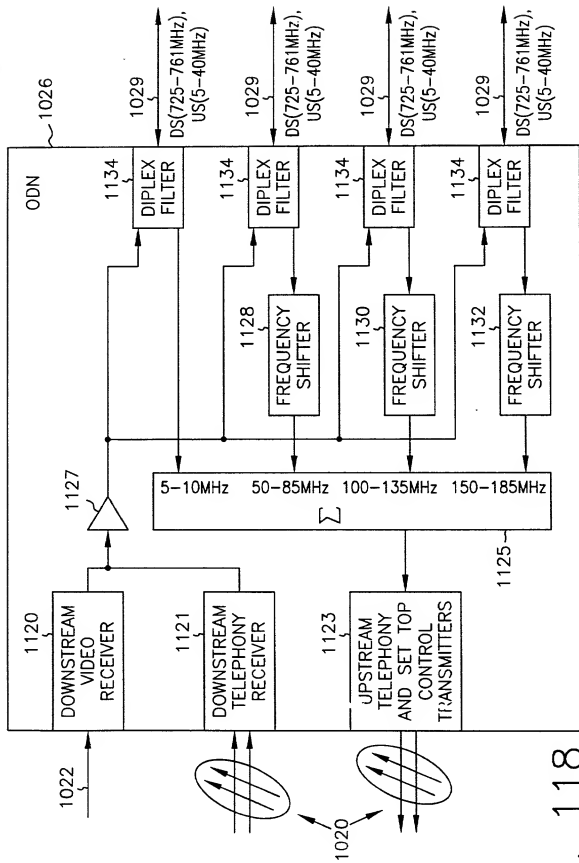 1026
ODN
1120
DOWNSTREAM
VIDEO
RECEIVER
1022
1121
DOWNSTREAM
TELEPHONY
RECEIVER
1020
1123
UPSTREAM
TELEPHONY
AND SET TOP
CONTROL
TRANSMITTERS
1127
1125
Σ
5-10MHz
50-85MHz
100-135MHz
150-185MHz
1128
FREQUENCY
SHIFTER
1130
FREQUENCY
SHIFTER
1132
FREQUENCY
SHIFTER
1134
DIPLEX
FILTER
1029
DS(725-761MHz),
US(5-40MHz)
1134
DIPLEX
FILTER
1029
DS(725-761MHz),
US(5-40MHz)
1134
DIPLEX
FILTER
1029
DS(725-761MHz),
US(5-40MHz)
1134
DIPLEX
FILTER
1029
DS(725-761MHz),
US(5-40MHz)
118